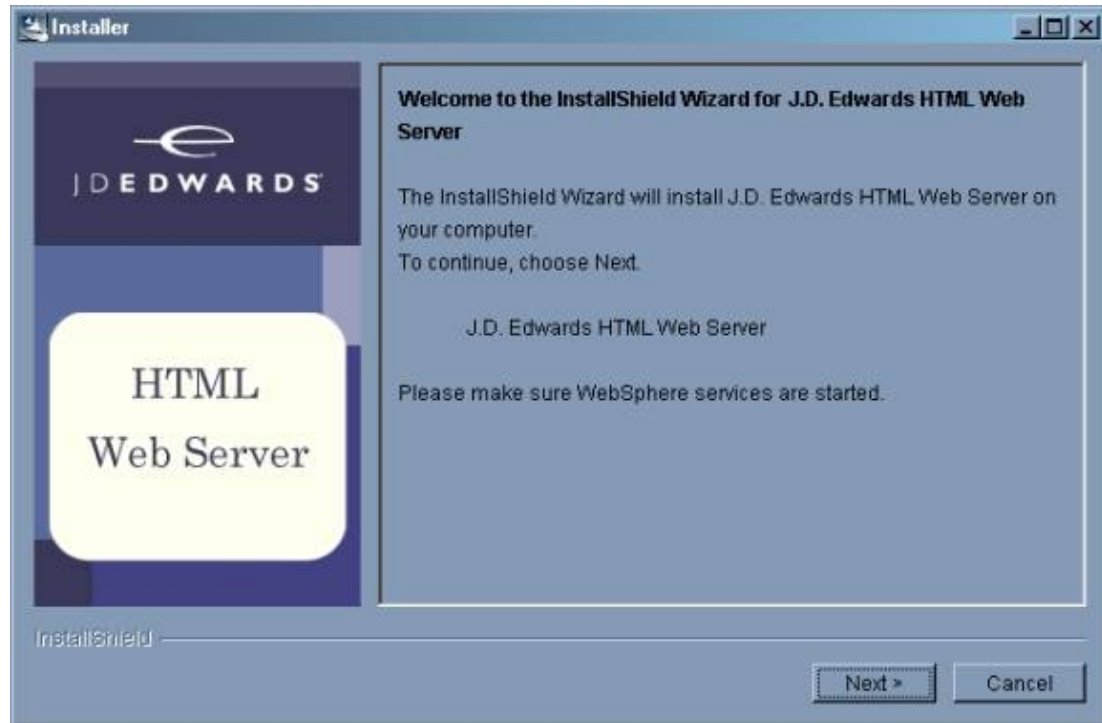 Installer
JDEDWARDS
HTML
Web Server
Welcome to the InstallShield Wizard for J.D. Edwards HTML Web
Server
The InstallShield Wizard will install J.D. Edwards HTML Web Server on
your computer.
To continue, choose Next.
J.D. Edwards HTML Web Server
Please make sure WebSphere services are started.
InstallShield
Next >
Cancel